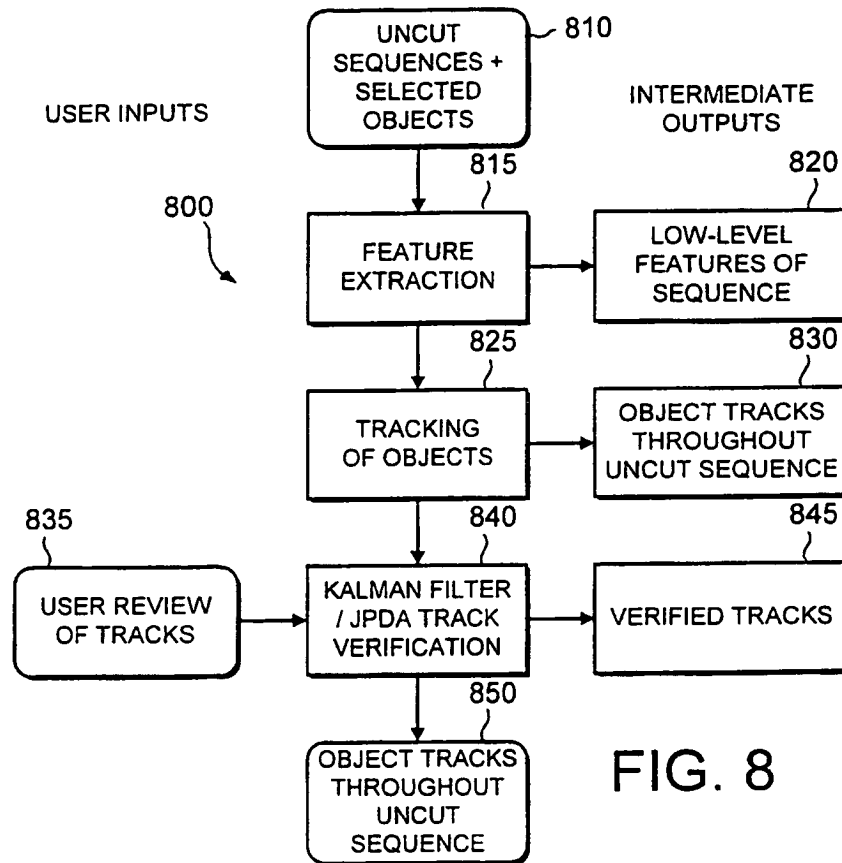 UNCUT
SEQUENCES +
SELECTED
OBJECTS
810
USER INPUTS
INTERMEDIATE
OUTPUTS
800
815
FEATURE
EXTRACTION
820
LOW-LEVEL
FEATURES OF
SEQUENCE
825
TRACKING
OF OBJECTS
830
OBJECT TRACKS
THROUGHOUT
UNCUT SEQUENCE
835
USER REVIEW
OF TRACKS
840
KALMAN FILTER
/ JPDA TRACK
VERIFICATION
845
VERIFIED TRACKS
850
OBJECT TRACKS
THROUGHOUT
UNCUT
SEQUENCE
FIG. 8